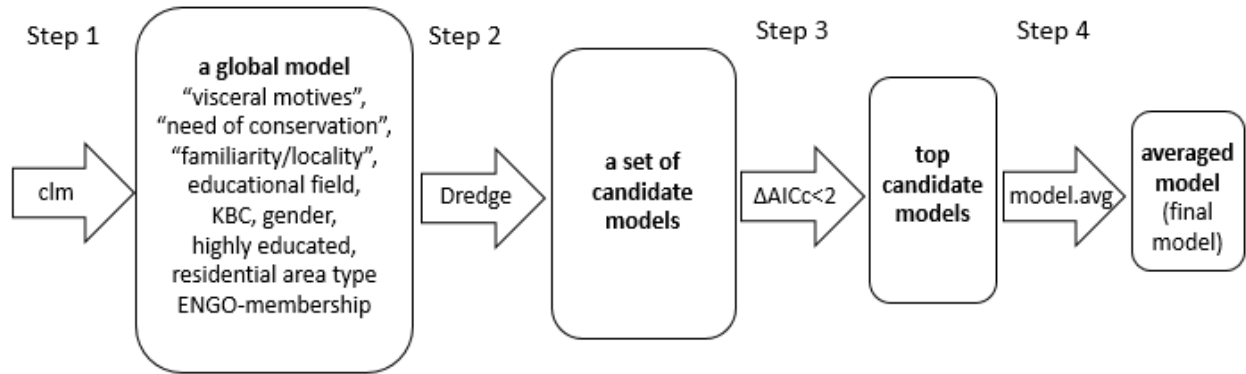 Step 1
clm
a global model
“visceral motives”,
“need of conservation”,
“familiarity/locality”,
educational field,
KBC, gender,
highly educated,
residential area type
ENGO-membership
Step 2
Dredge
a set of
candidate
models
Step 3
ΔAICc<2
top
candidate
models
Step 4
model.avg
averaged
model
(final
model)